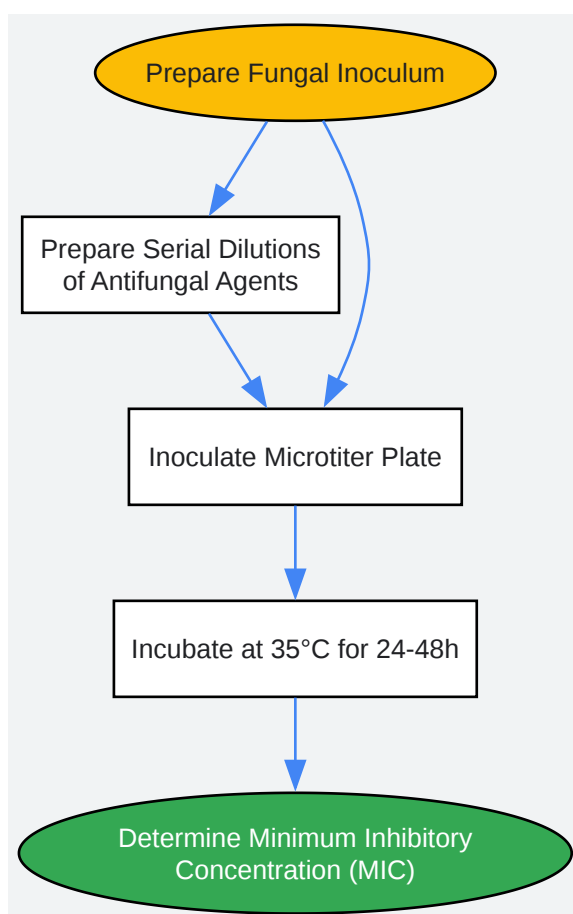 Prepare Fungal Inoculum
Prepare Serial Dilutions
of Antifungal Agents
Inoculate Microtiter Plate
Incubate at 35°C for 24-48h
Determine Minimum Inhibitory
Concentration (MIC)